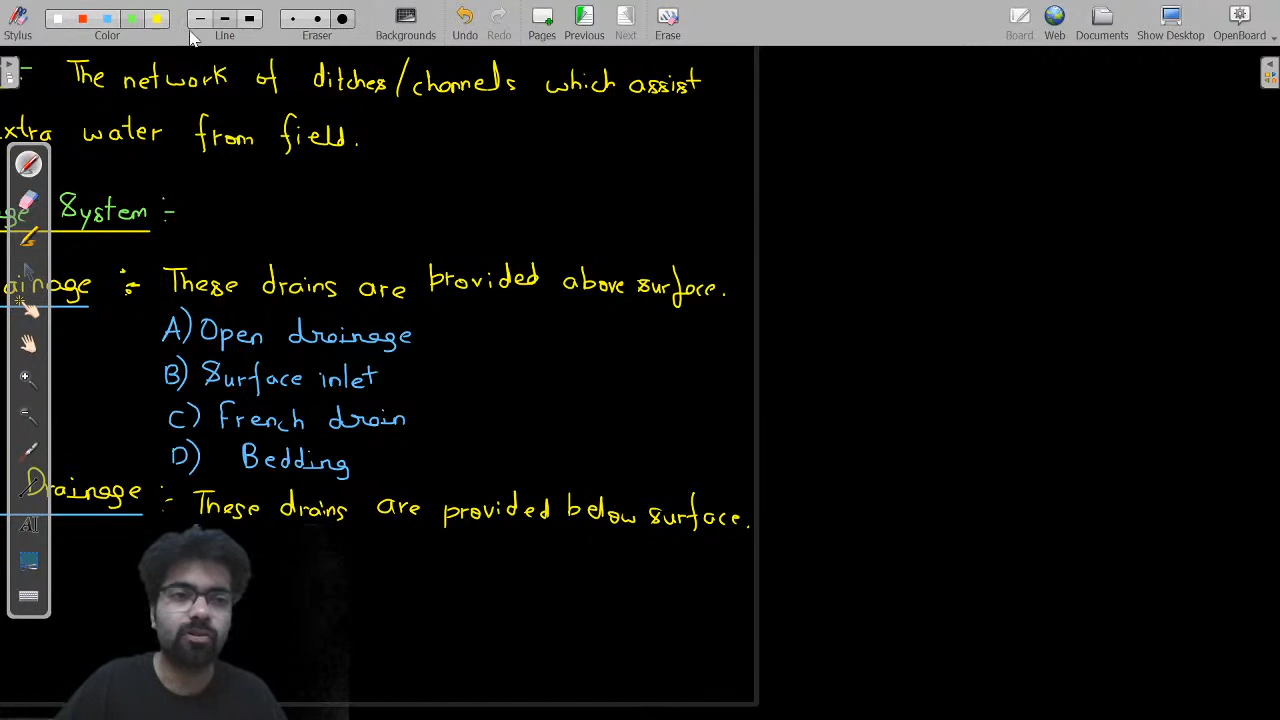 Stylus Color Line Eraser Backgrounds Undo Redo Pages Previous Next Erase Board Web Documents Show Desktop OpenBoard
:- The network of ditches/channels which assist
extra water from field.
System :-
ainage :- These drains are provided above surface.
A) Open drainage
B) Surface inlet
C) French drain
D) Bedding
Drainage :- These drains are provided below surface.
AI